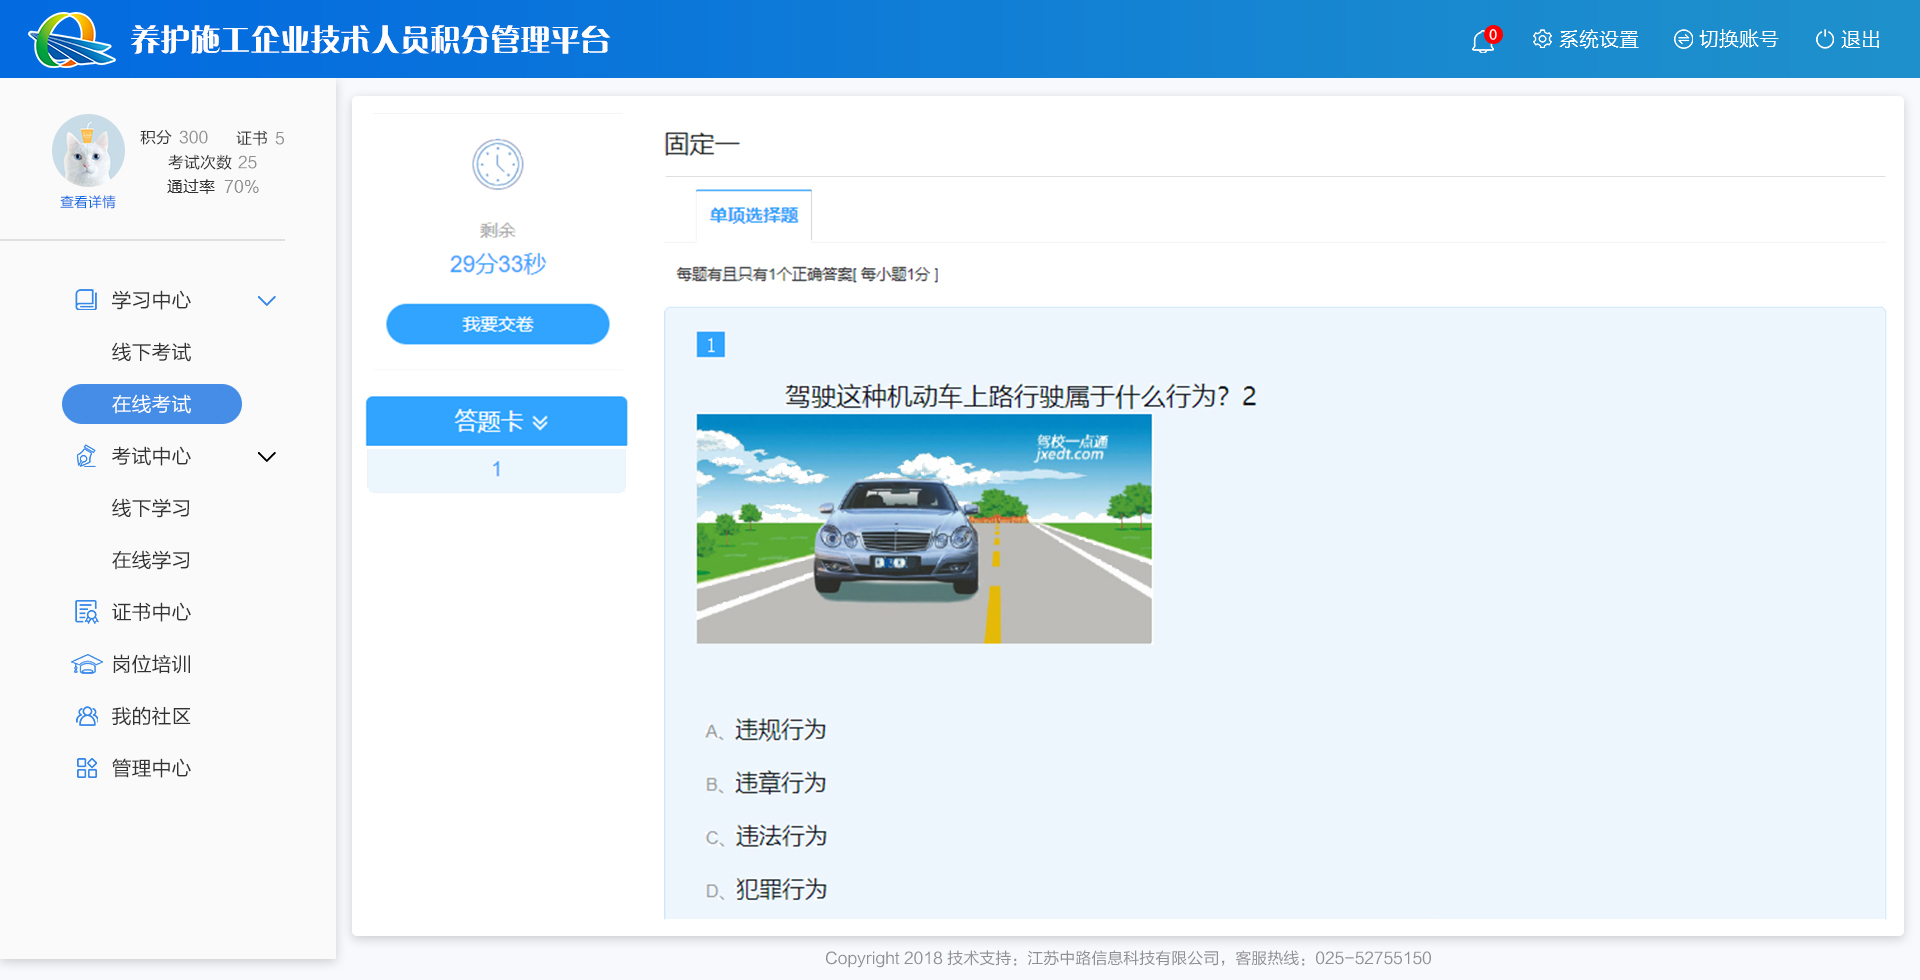 养护施工企业技术人员积分管理平台
0
系统设置
切换账号
退出
积分 300 证书 5
考试次数 25
通过率 70%
查看详情
学习中心
线下考试
在线考试
考试中心
线下学习
在线学习
证书中心
岗位培训
我的社区
管理中心
剩余
29分33秒
我要交卷
答题卡
1
固定一
单项选择题
每题有且只有1个正确答案[ 每小题1分 ]
1
驾驶这种机动车上路行驶属于什么行为？2
驾校一点通
jxedt.com
A、违规行为
B、违章行为
C、违法行为
D、犯罪行为
Copyright 2018 技术支持：江苏中路信息科技有限公司，客服热线：025-52755150